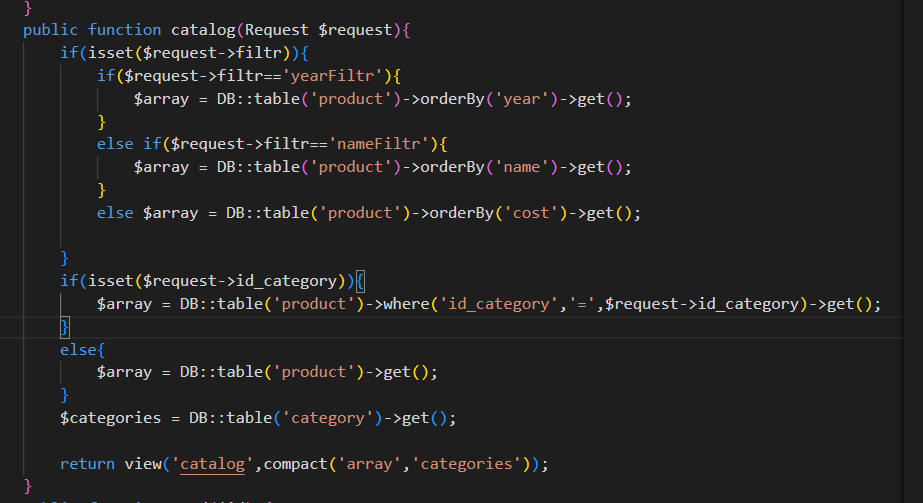 }
public function catalog(Request $request){
if(isset($request->filtr)){
if($request->filtr=='yearFiltr'){
$array = DB::table('product')->orderBy('year')->get();
}
else if($request->filtr=='nameFiltr'){
$array = DB::table('product')->orderBy('name')->get();
}
else $array = DB::table('product')->orderBy('cost')->get();
}
if(isset($request->id_category)){
$array = DB::table('product')->where('id_category','=',$request->id_category)->get();
}
else{
$array = DB::table('product')->get();
}
$categories = DB::table('category')->get();
return view('catalog',compact('array','categories'));
}